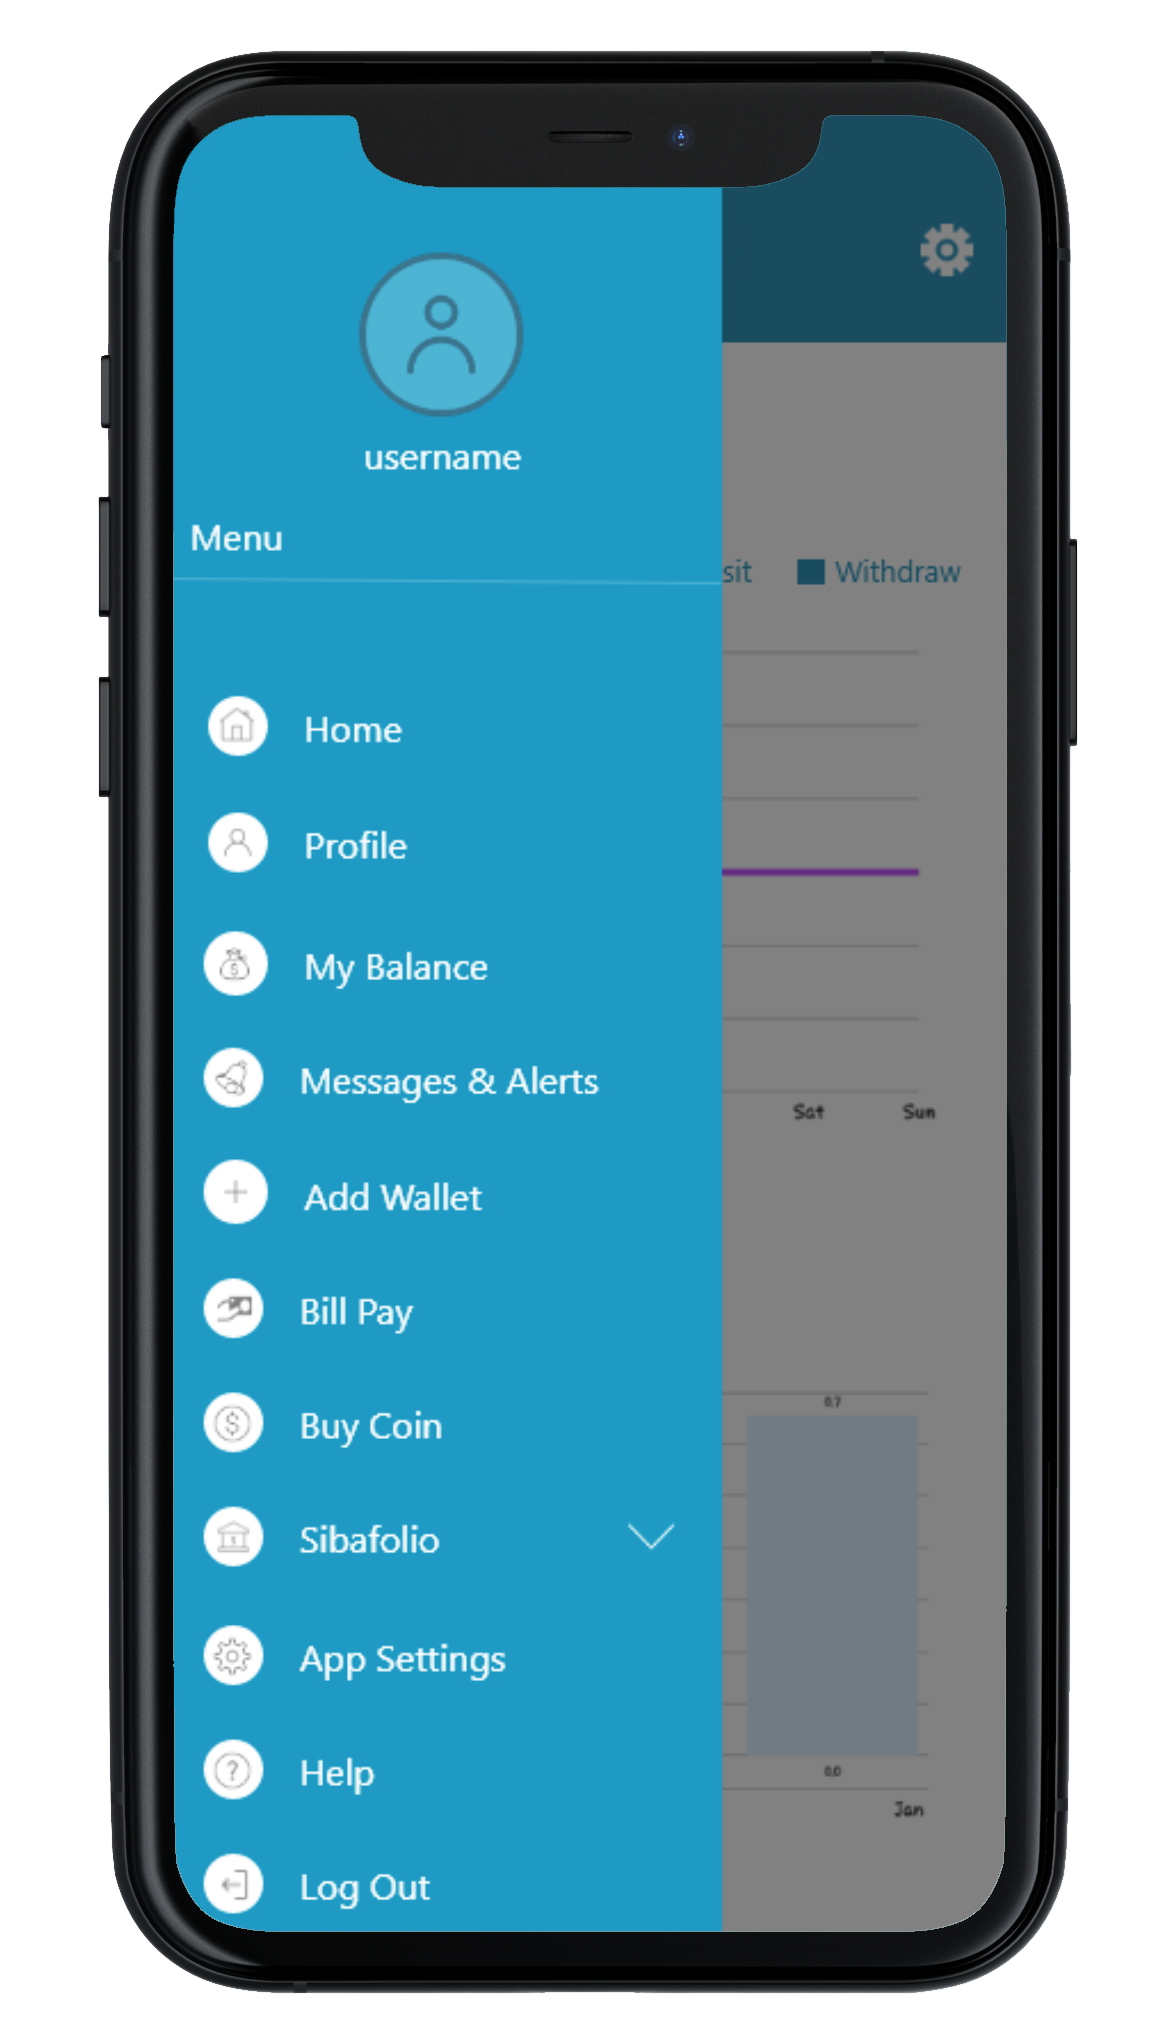 username
Menu
sit
Withdraw
Home
Profile
My Balance
Messages & Alerts
Sat
Sun
Add Wallet
Bill Pay
0.7
Buy Coin
Sibafolio
App Settings
Help
0.0
Jan
Log Out